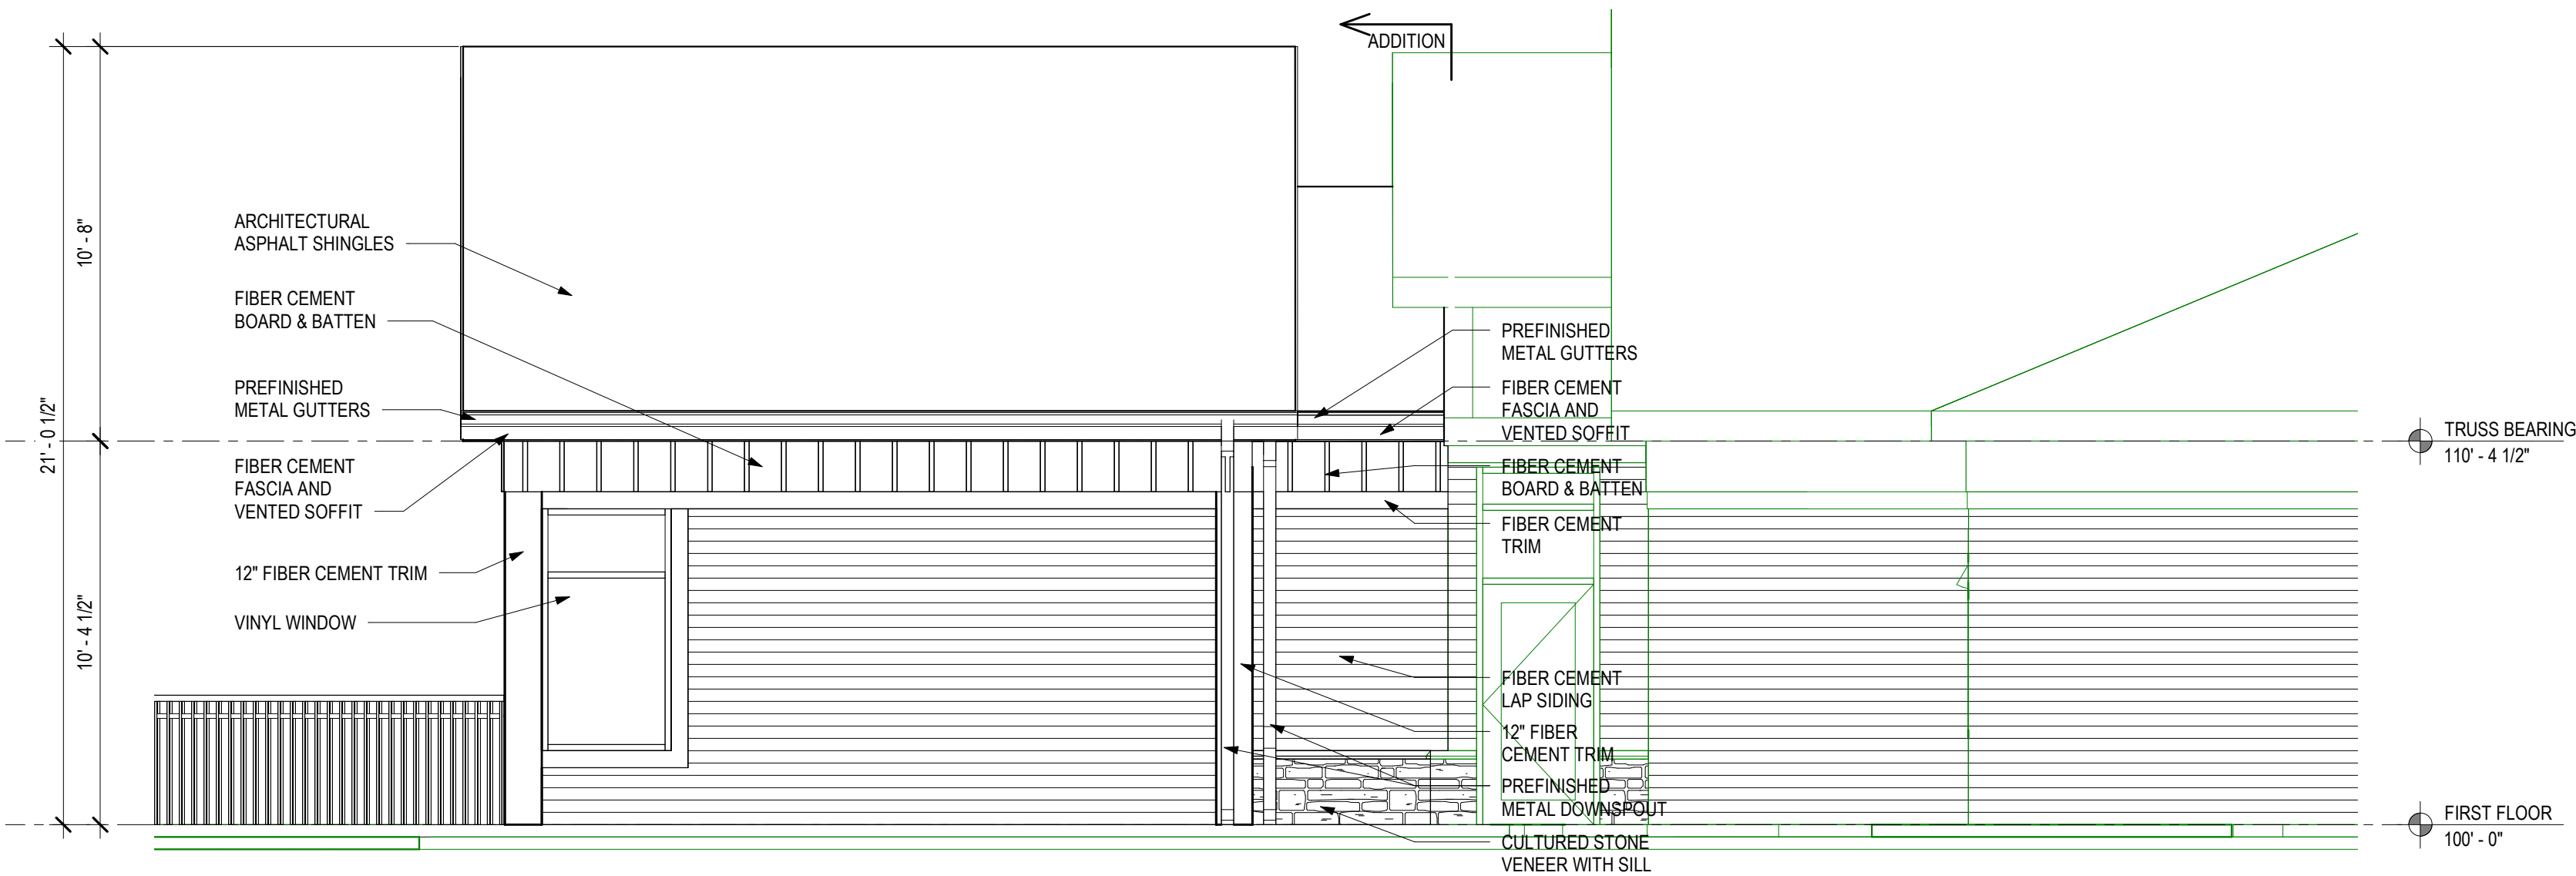 ADDITION
10' - 8"
21' - 0 1/2"
10' - 4 1/2"
ARCHITECTURAL
ASPHALT SHINGLES
FIBER CEMENT
BOARD & BATTEN
PREFINISHED
METAL GUTTERS
FIBER CEMENT
FASCIA AND
VENTED SOFFIT
12" FIBER CEMENT TRIM
VINYL WINDOW
PREFINISHED
METAL GUTTERS
FIBER CEMENT
FASCIA AND
VENTED SOFFIT
FIBER CEMENT
BOARD & BATTEN
FIBER CEMENT
TRIM
FIBER CEMENT
LAP SIDING
12" FIBER
CEMENT TRIM
PREFINISHED
METAL DOWNSPOUT
CULTURED STONE
VENEER WITH SILL
TRUSS BEARING
110' - 4 1/2"
FIRST FLOOR
100' - 0"